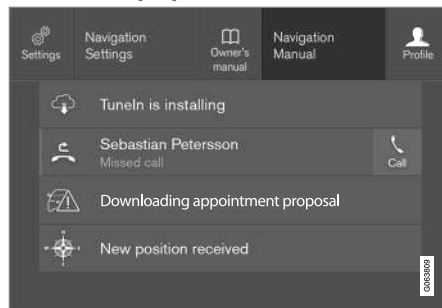 Settings
Navigation
Settings
Owner's
manual
Navigation
Manual
Profile
TuneIn is installing
Sebastian Petersson
Missed call
Call
Downloading appointment proposal
New position received
G063809